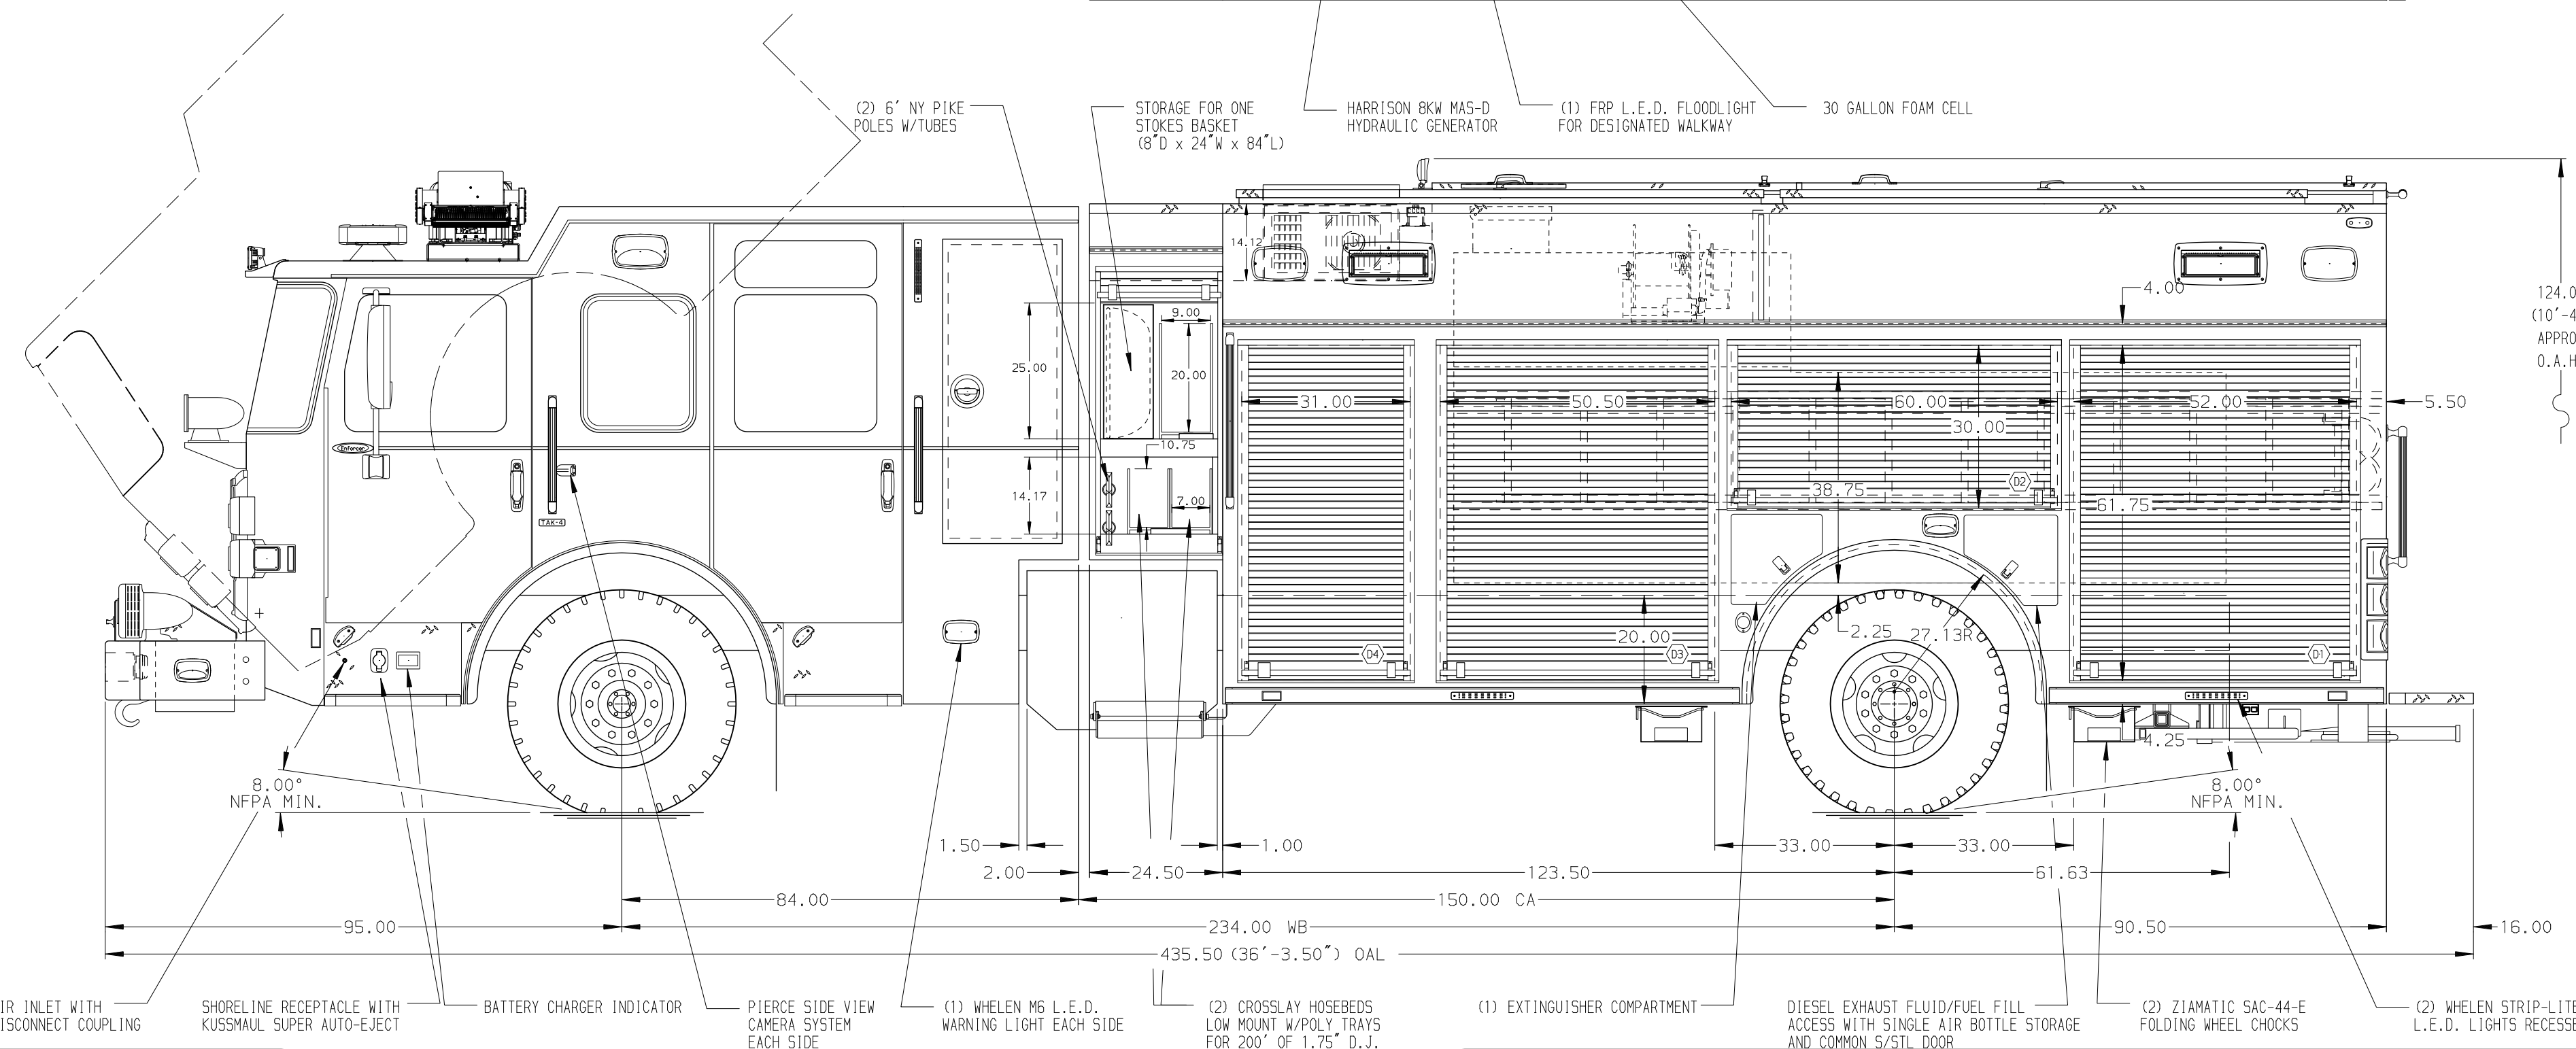 (2) 6' NY PIKE
POLES W/TUBES
STORAGE FOR ONE
STOKES BASKET
(8"D x 24"W x 84"L)
HARRISON 8KW MAS-D
HYDRAULIC GENERATOR
(1) FRP L.E.D. FLOODLIGHT
FOR DESIGNATED WALKWAY
30 GALLON FOAM CELL
14.12
4.00
124.0
(10'-4
APPRO
O.A.H
9.00
25.00
20.00
31.00
50.50
60.00
52.00
5.50
30.00
Enforcer
10.75
14.17
7.00
38.75
D2
61.75
TAK-4
20.00
2.25
27.13R
D4
D3
D1
4.25
8.00°
NFPA MIN.
8.00°
NFPA MIN.
1.50
1.00
33.00
33.00
2.00
24.50
123.50
61.63
84.00
150.00 CA
95.00
234.00 WB
90.50
16.00
435.50 (36'-3.50") OAL
IR INLET WITH
ISCONNECT COUPLING
SHORELINE RECEPTACLE WITH
KUSSMAUL SUPER AUTO-EJECT
BATTERY CHARGER INDICATOR
PIERCE SIDE VIEW
CAMERA SYSTEM
EACH SIDE
(1) WHELEN M6 L.E.D.
WARNING LIGHT EACH SIDE
(2) CROSSLAY HOSEBEDS
LOW MOUNT W/POLY TRAYS
FOR 200' OF 1.75" D.J.
(1) EXTINGUISHER COMPARTMENT
DIESEL EXHAUST FLUID/FUEL FILL
ACCESS WITH SINGLE AIR BOTTLE STORAGE
AND COMMON S/STL DOOR
(2) ZIAMATIC SAC-44-E
FOLDING WHEEL CHOCKS
(2) WHELEN STRIP-LITE
L.E.D. LIGHTS RECESSE